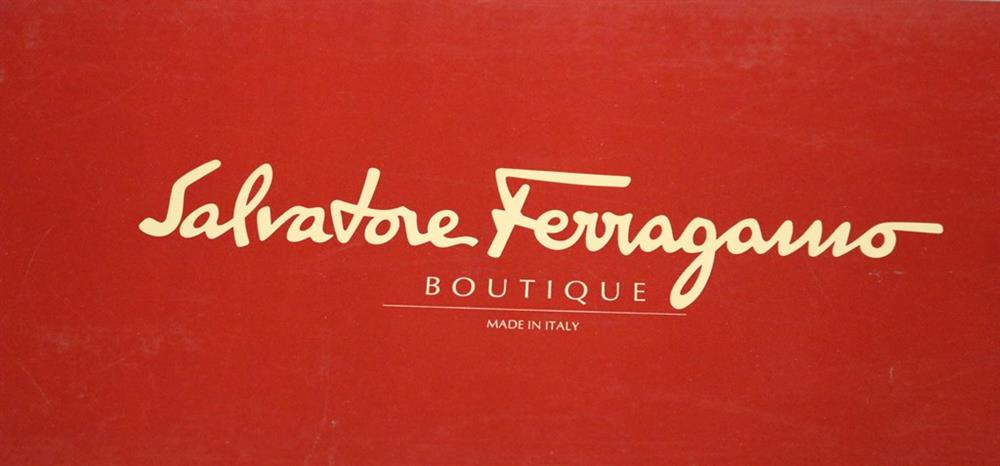 Salvatore Ferragamo
BOUTIQUE
MADE IN ITALY